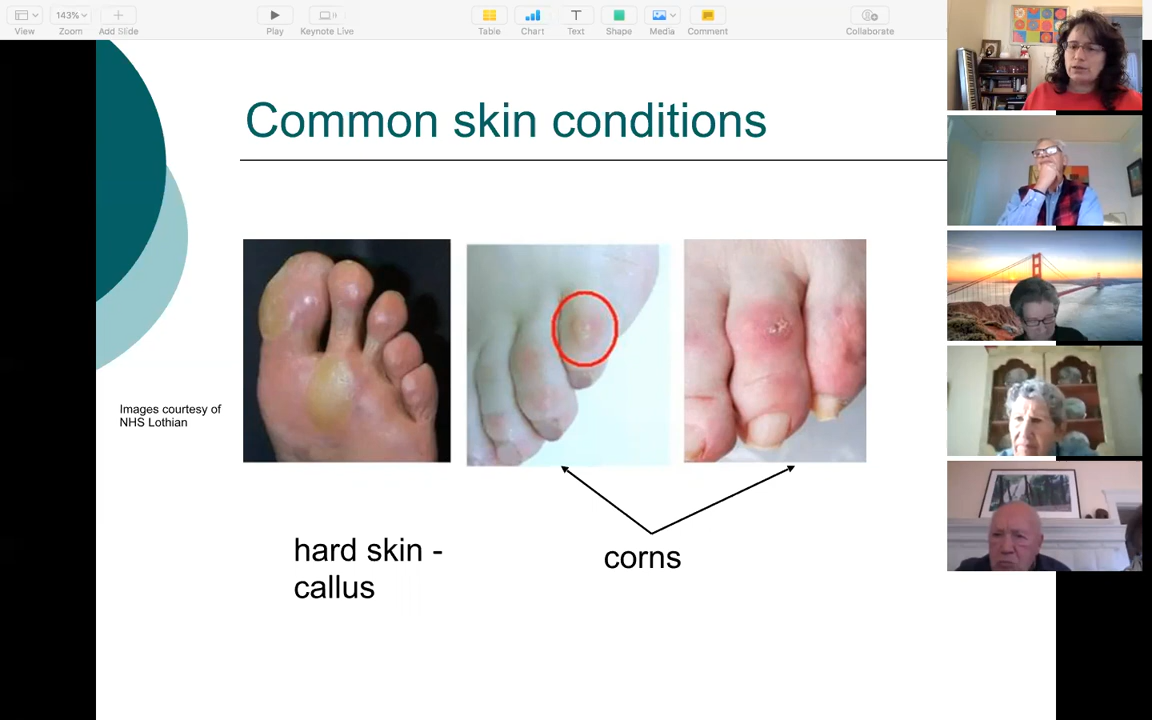 143%
View
Zoom
Add Slide
Play
Keynote Live
Table
Chart
Text
Shape
Media
Comment
Collaborate
Common skin conditions
Images courtesy of
NHS Lothian
hard skin -
callus
corns